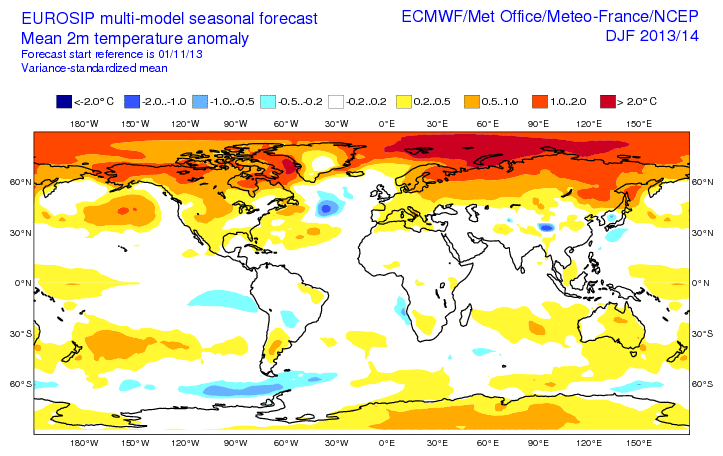 EUROSIP multi-model seasonal forecast
ECMWF/Met Office/Meteo-France/NCEP
Mean 2m temperature anomaly
DJF 2013/14
Forecast start reference is 01/11/13
Variance-standardized mean
<-2.0°C -2.0..-1.0 -1.0..-0.5 -0.5..-0.2 -0.2..0.2 0.2..0.5 0.5..1.0 1.0..2.0 > 2.0°C
180°W 150°W 120°W 90°W 60°W 30°W 0°E 30°E 60°E 90°E 120°E 150°E
60°N 60°N
30°N 30°N
0°N 0°N
30°S 30°S
60°S 60°S
180°W 150°W 120°W 90°W 60°W 30°W 0°E 30°E 60°E 90°E 120°E 150°E